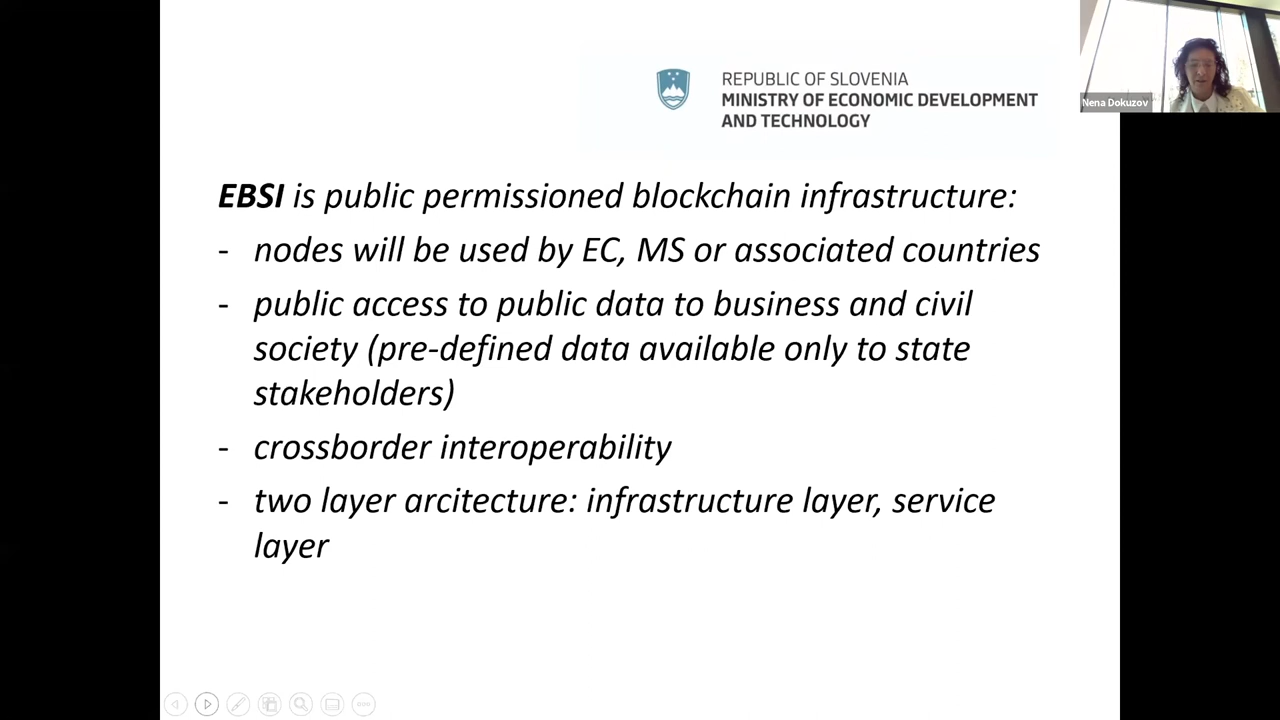 REPUBLIC OF SLOVENIA
MINISTRY OF ECONOMIC DEVELOPMENT
AND TECHNOLOGY
Nena Dokuzov
EBSI is public permissioned blockchain infrastructure:
- nodes will be used by EC, MS or associated countries
- public access to public data to business and civil
society (pre-defined data available only to state
stakeholders)
- crossborder interoperability
- two layer arcitecture: infrastructure layer, service
layer